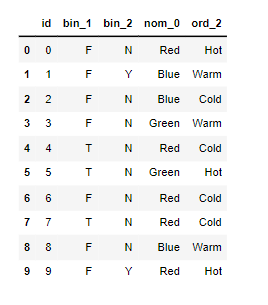 id bin_1 bin_2 nom_0 ord_2
0 0 F N Red Hot
1 1 F Y Blue Warm
2 2 F N Blue Cold
3 3 F N Green Warm
4 4 T N Red Cold
5 5 T N Green Hot
6 6 F N Red Cold
7 7 T N Red Cold
8 8 F N Blue Warm
9 9 F Y Red Hot